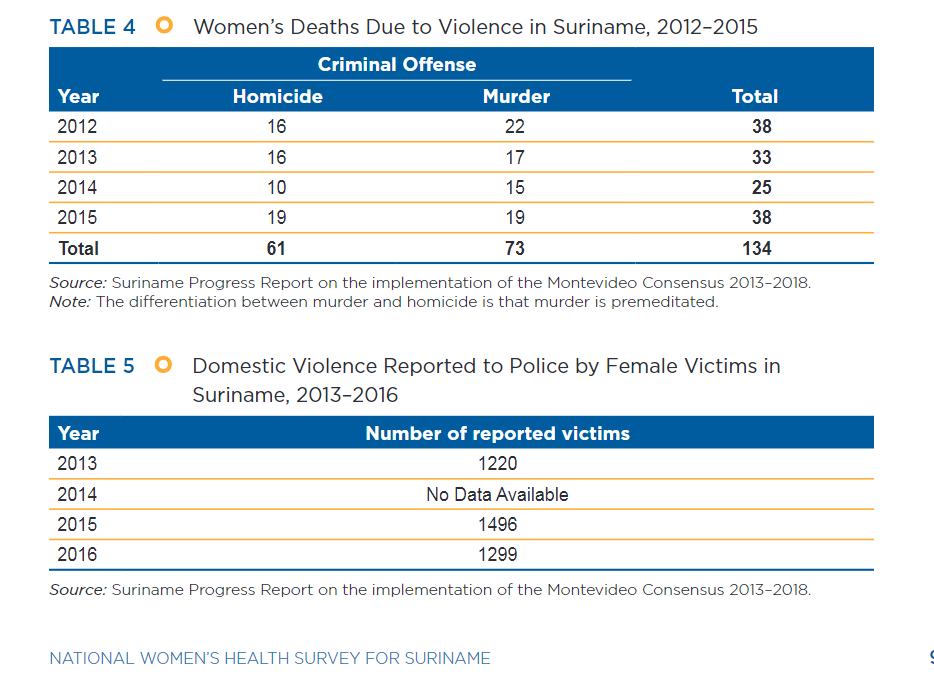 TABLE 4 Women’s Deaths Due to Violence in Suriname, 2012–2015
Criminal Offense
Year Homicide Murder Total
2012 16 22 38
2013 16 17 33
2014 10 15 25
2015 19 19 38
Total 61 73 134
Source: Suriname Progress Report on the implementation of the Montevideo Consensus 2013–2018.
Note: The differentiation between murder and homicide is that murder is premeditated.
TABLE 5 Domestic Violence Reported to Police by Female Victims in
Suriname, 2013–2016
Year Number of reported victims
2013 1220
2014 No Data Available
2015 1496
2016 1299
Source: Suriname Progress Report on the implementation of the Montevideo Consensus 2013–2018.
NATIONAL WOMEN’S HEALTH SURVEY FOR SURINAME